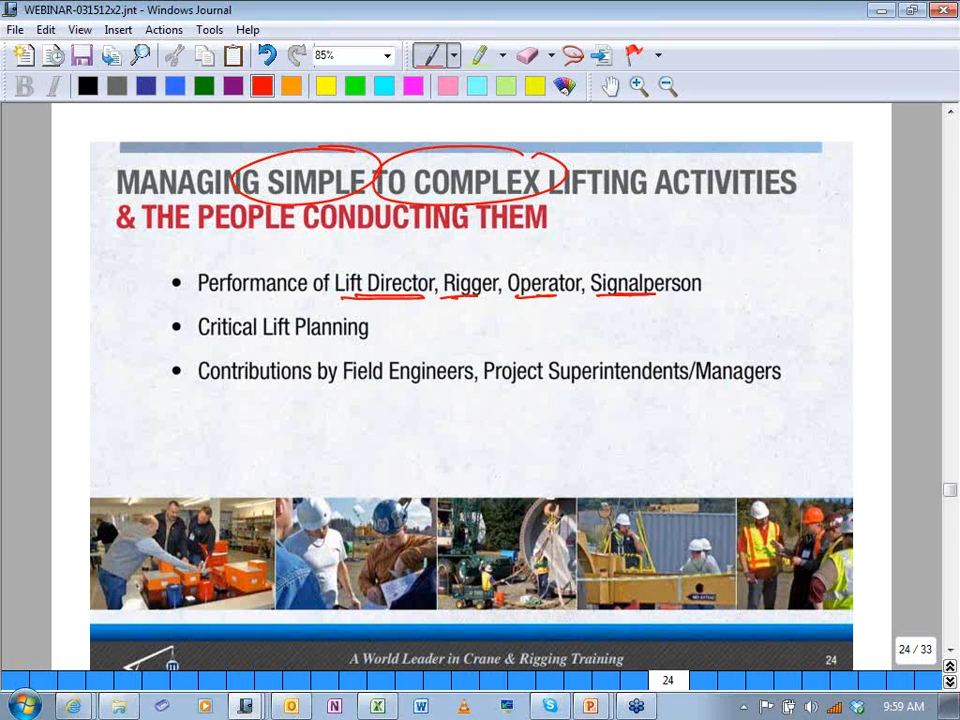 WEBINAR-031512x2.jnt - Windows Journal
File Edit View Insert Actions Tools Help
85%
B I
MANAGING SIMPLE TO COMPLEX LIFTING ACTIVITIES
& THE PEOPLE CONDUCTING THEM
• Performance of Lift Director, Rigger, Operator, Signalperson
• Critical Lift Planning
• Contributions by Field Engineers, Project Superintendents/Managers
A World Leader in Crane & Rigging Training 24
24 / 33
24
9:59 AM